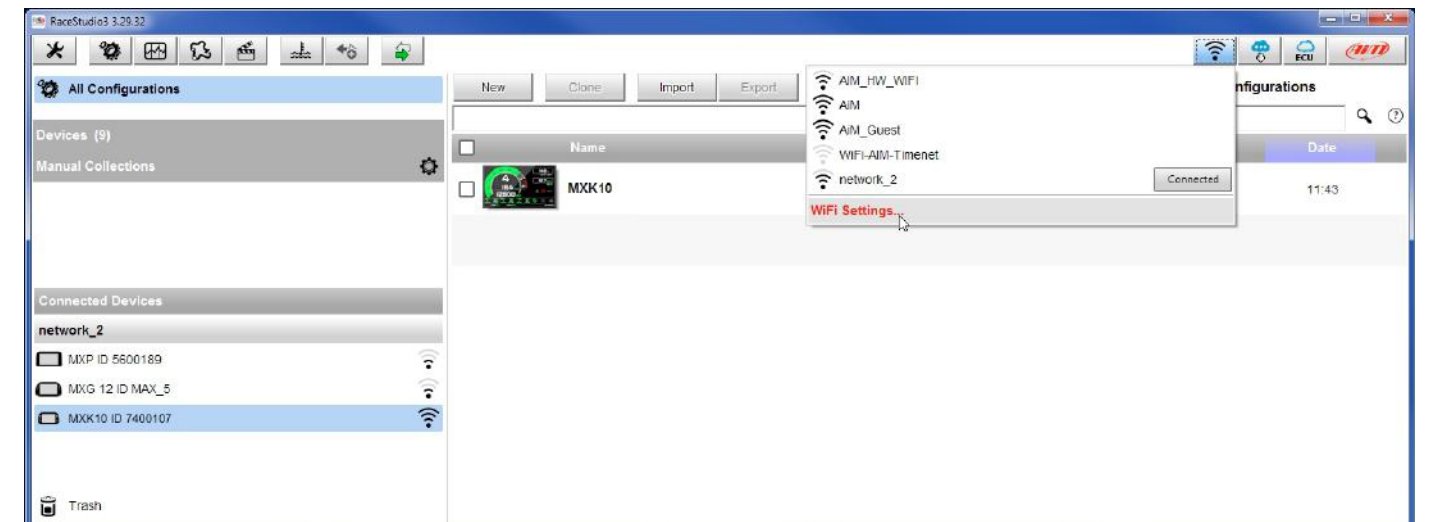 RaceStudio3 3.29.32
ECU
AiM
All Configurations
Devices (9)
Manual Collections
Connected Devices
network_2
MXP ID 5600189
MXG 12 ID MAX_5
MXK10 ID 7400107
Trash
New Clone Import Export
nfigurations
Name Date
MXK10 11:43
AIM_HW_WIFI
AiM
AiM_Guest
WIFI-AIM-Timenet
network_2 Connected
WiFi Settings...